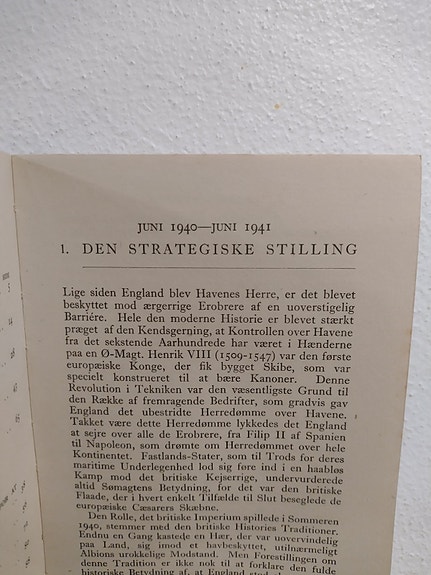 JUNI 1940—JUNI 1941
1. DEN STRATEGISKE STILLING
Lige siden England blev Havenes Herre, er det blevet
beskyttet mod ærgerrige Erobrere af en uoverstigelig
Barriére. Hele den moderne Historie er blevet stærkt
præget af den Kendsgerning, at Kontrollen over Havene
fra det sekstende Aarhundrede har været i Hænderne
paa en Ø-Magt. Henrik VIII (1509-1547) var den første
europæiske Konge, der fik bygget Skibe, som var
specielt konstrueret til at bære Kanoner. Denne
Revolution i Tekniken var den væsentligste Grund til
den Række af fremragende Bedrifter, som gradvis gav
England det ubestridte Herredømme over Havene.
Takket være dette Herredømme lykkedes det England
at sejre over alle de Erobrere, fra Filip II af Spanien
til Napoleon, som drømte om Herredømmet over hele
Kontinentet. Fastlands-Stater, som til Trods for deres
maritime Underlegenhed lod sig føre ind i en haabløs
Kamp mod det britiske Kejserrige, undervurderede
altid Sømagtens Betydning, for det var den britiske
Flaade, der i hvert enkelt Tilfælde til Slut beseglede de
europæiske Cæsarers Skæbne.
Den Rolle, det britiske Imperium spillede i Sommeren
1940, stemmer med den britiske Histories Traditioner.
Endnu en Gang kastede en Hær, der var uovervindelig
paa Land, sig imod et havbeskyttet, utilnærmeligt
Albions urokkelige Modstand. Men Forestillingen om
denne Tradition er ikke nok til at forklare den fulde
historiske Betydning af, at England stod